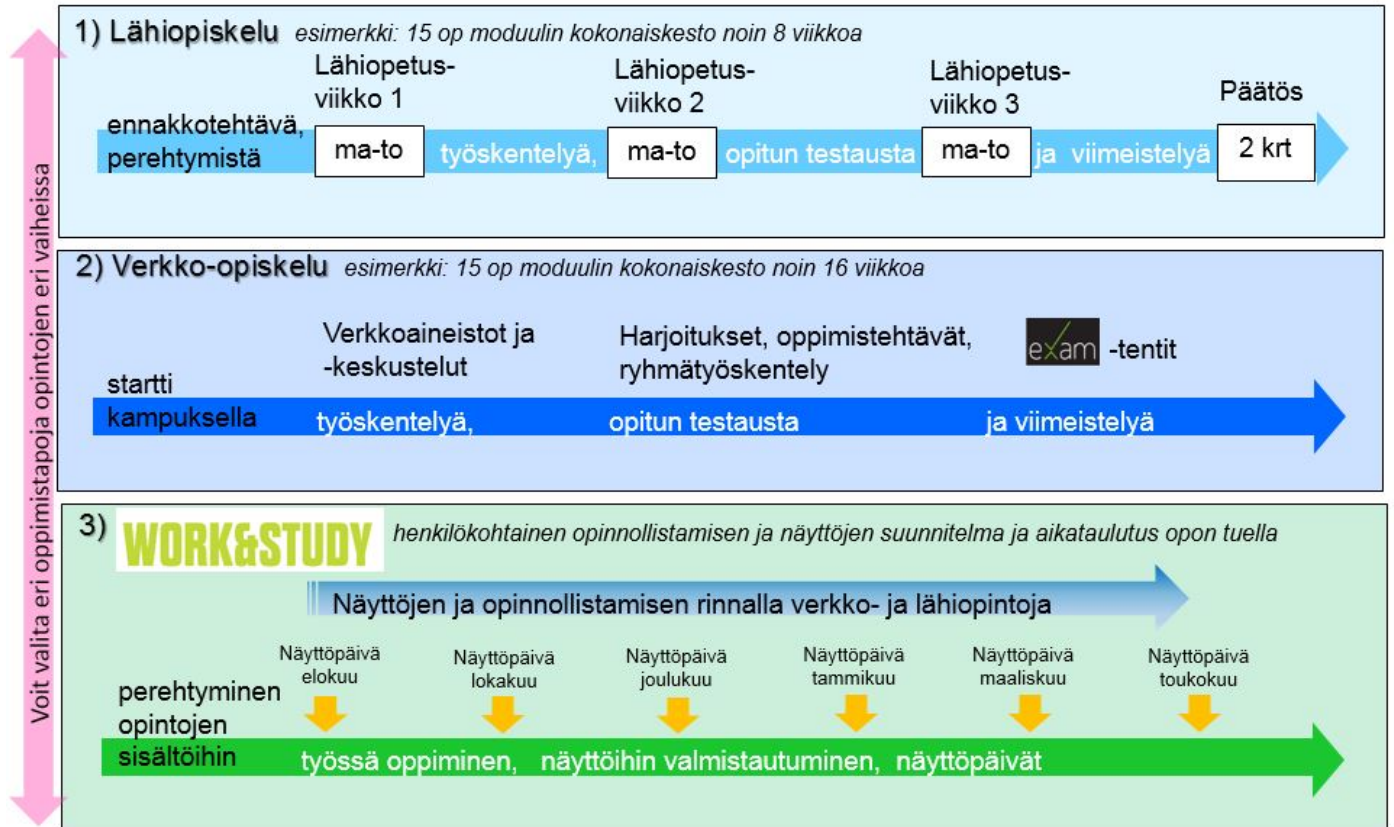 Voit valita eri oppimistapoja opintojen eri vaiheissa
1) Lähiopiskelu esimerkki: 15 op moduulin kokonaiskesto noin 8 viikkoa
Lähiopetus-
viikko 1
Lähiopetus-
viikko 2
Lähiopetus-
viikko 3
Päätös
ennakkotehtävä,
perehtymistä
ma-to
työskentelyä,
ma-to
opitun testausta
ma-to
ja viimeistelyä
2 krt
2) Verkko-opiskelu esimerkki: 15 op moduulin kokonaiskesto noin 16 viikkoa
Verkkoaineistot ja
-keskustelut
Harjoitukset, oppimistehtävät,
ryhmätyöskentely
exam -tentit
startti
kampuksella
työskentelyä,
opitun testausta
ja viimeistelyä
3) WORK&STUDY henkilökohtainen opinnollistamisen ja näyttöjen suunnitelma ja aikataulutus opon tuella
Näyttöjen ja opinnollistamisen rinnalla verkko- ja lähiopintoja
Näyttöpäivä
elokuu
Näyttöpäivä
lokakuu
Näyttöpäivä
joulukuu
Näyttöpäivä
tammikuu
Näyttöpäivä
maaliskuu
Näyttöpäivä
toukokuu
perehtyminen
opintojen
sisältöihin
työssä oppiminen, näyttöihin valmistautuminen, näyttöpäivät